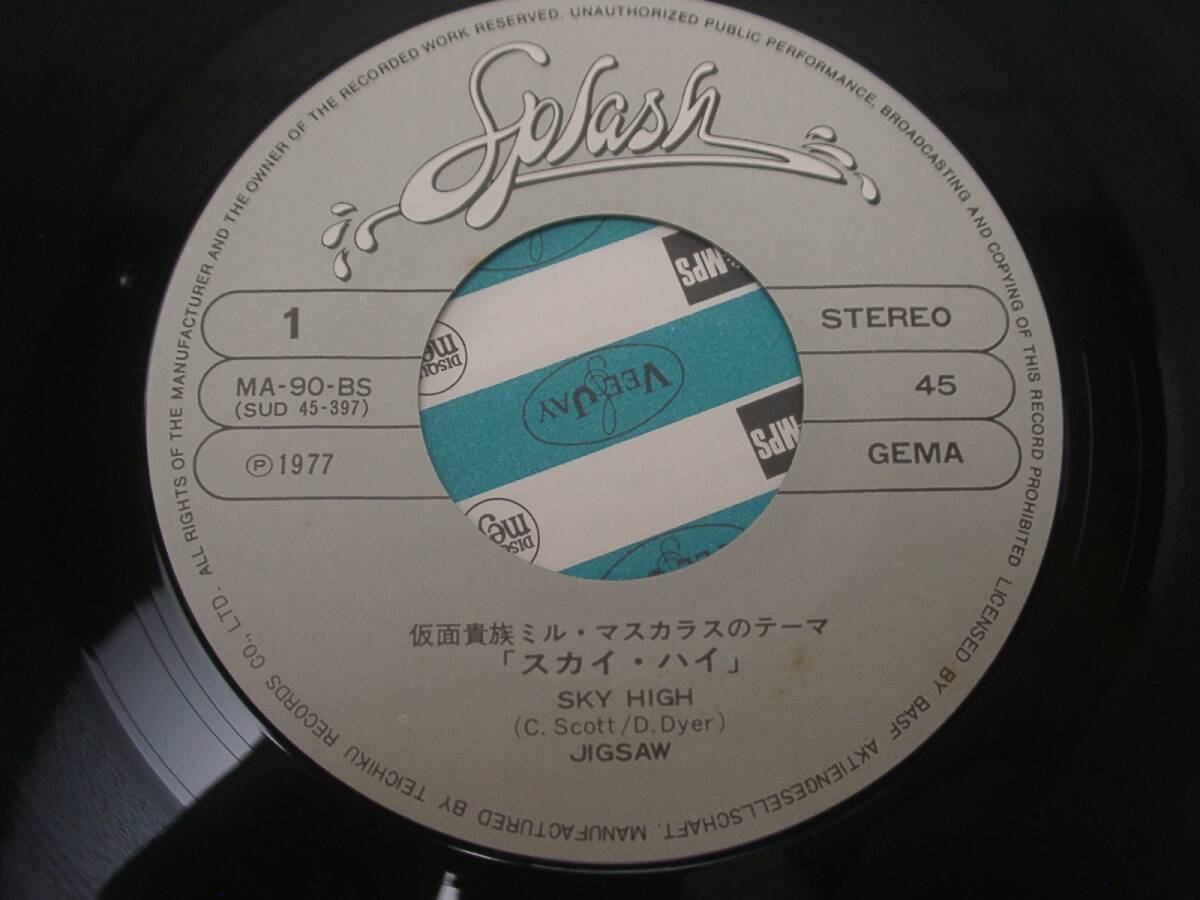 Splash
1
STEREO
MA-90-BS
(SUD 45-397)
45
℗1977
GEMA
仮面貴族ミル・マスカラスのテーマ
「スカイ・ハイ」
SKY HIGH
(C. Scott/D. Dyer)
JIGSAW
ALL RIGHTS OF THE MANUFACTURER AND THE OWNER OF THE RECORDED WORK RESERVED. UNAUTHORIZED PUBLIC PERFORMANCE, BROADCASTING AND COPYING OF THIS RECORD PROHIBITED LICENSED BY BASF AKTIENGESELLSCHAFT. MANUFACTURED BY TEICHIKU RECORDS CO., LTD.
MPS
VEE JAY
MPS